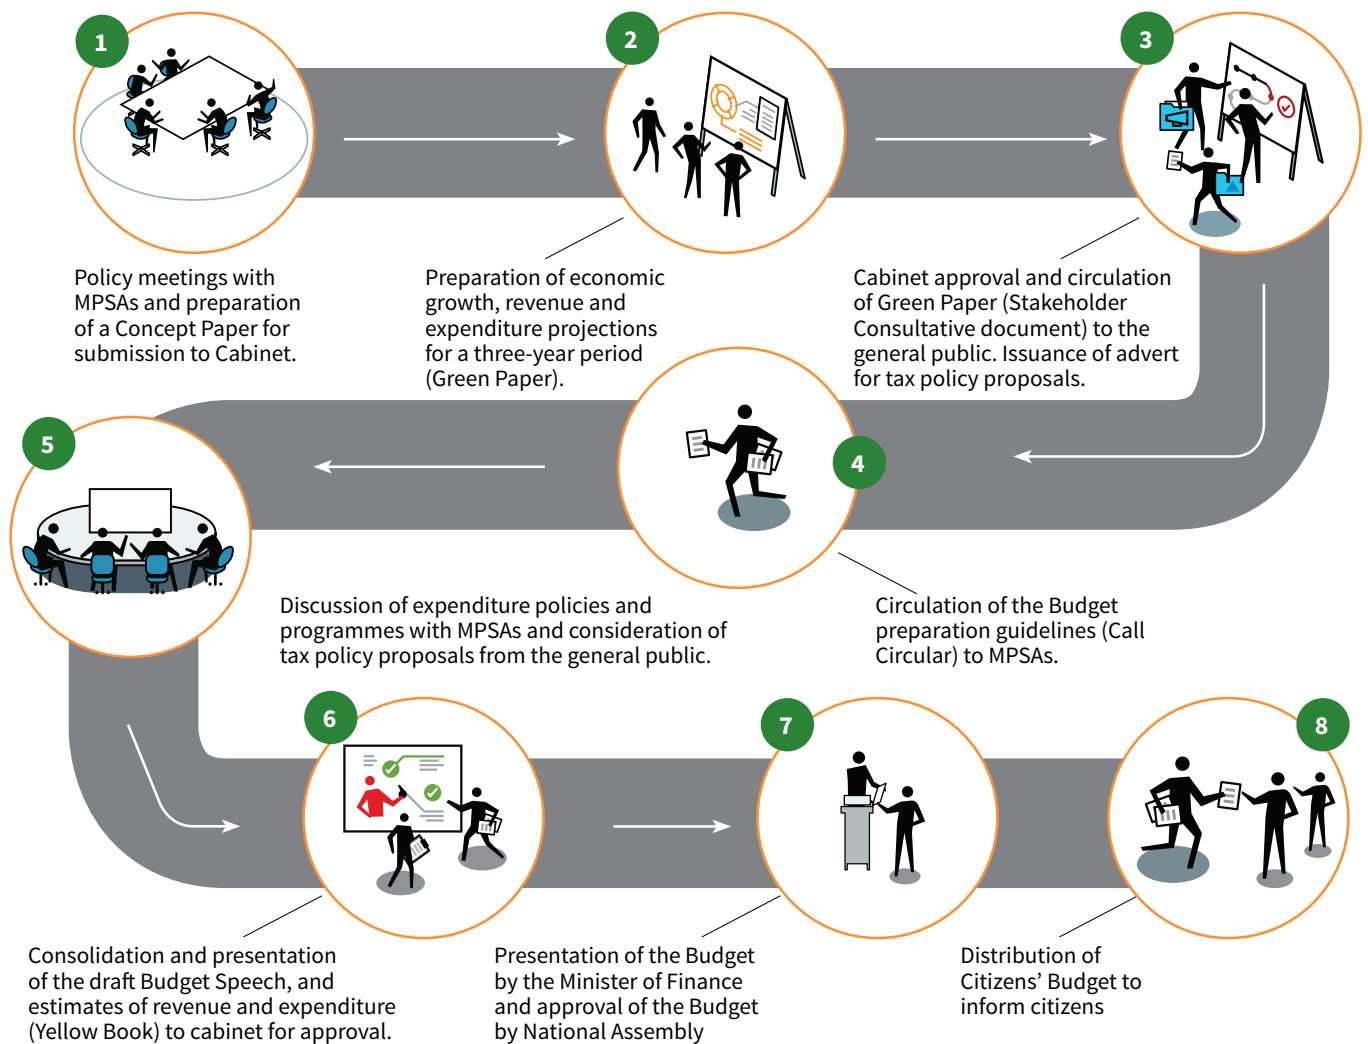 1
Policy meetings with
MPSAs and preparation
of a Concept Paper for
submission to Cabinet.
2
Preparation of economic
growth, revenue and
expenditure projections
for a three-year period
(Green Paper).
3
Cabinet approval and circulation
of Green Paper (Stakeholder
Consultative document) to the
general public. Issuance of advert
for tax policy proposals.
4
Circulation of the Budget
preparation guidelines (Call
Circular) to MPSAs.
5
Discussion of expenditure policies and
programmes with MPSAs and consideration of
tax policy proposals from the general public.
6
Consolidation and presentation
of the draft Budget Speech, and
estimates of revenue and expenditure
(Yellow Book) to cabinet for approval.
7
Presentation of the Budget
by the Minister of Finance
and approval of the Budget
by National Assembly
8
Distribution of
Citizens’ Budget to
inform citizens